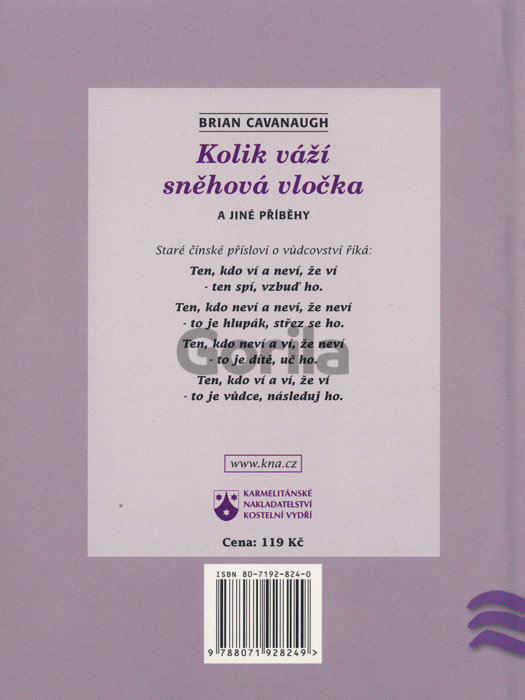 BRIAN CAVANAUGH
Kolik váží
sněhová vločka
A JINÉ PŘÍBĚHY
Staré čínské přísloví o vůdcovství říká:
Ten, kdo ví a neví, že ví
- ten spí, vzbuď ho.
Ten, kdo neví a neví, že neví
- to je hlupák, střez se ho.
Gorila
Ten, kdo neví a ví, že neví
- to je dítě, uč ho.
Ten, kdo ví a ví, že ví
- to je vůdce, následuj ho.
www.kna.cz
KARMELITÁNSKÉ
NAKLADATELSTVÍ
KOSTELNÍ VYDŘÍ
Cena: 119 Kč
ISBN 80-7192-824-0
9 788071 928249 >